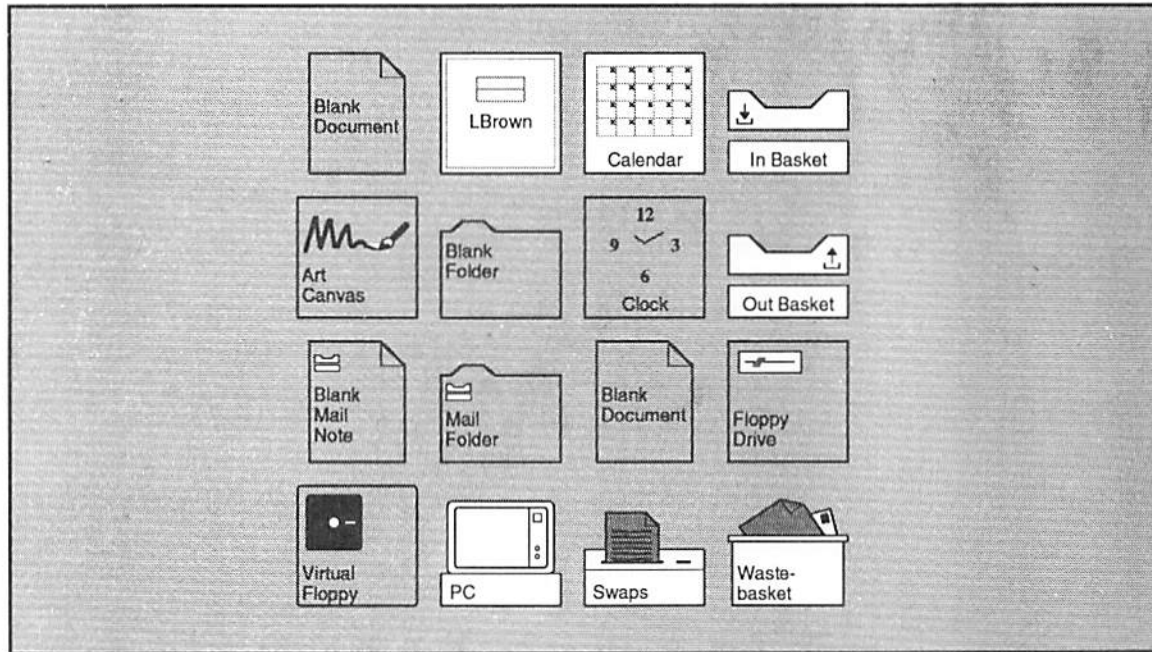 Blank
Document
LBrown
Calendar
In Basket
Art
Canvas
Blank
Folder
12
9
3
6
Clock
Out Basket
Blank
Mail
Note
Mail
Folder
Blank
Document
Floppy
Drive
Virtual
Floppy
PC
Swaps
Waste-
basket